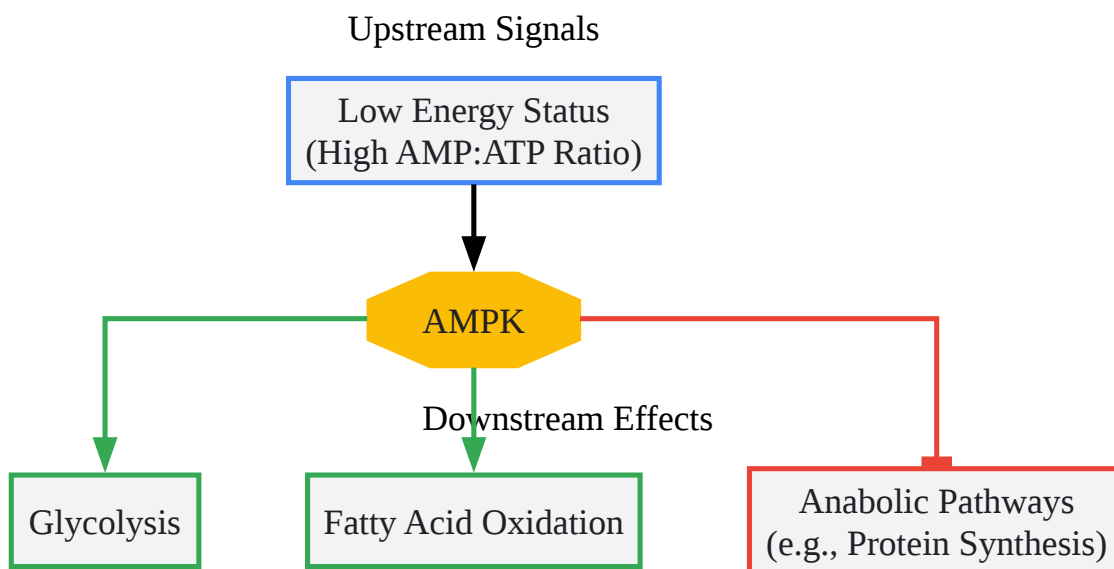 Upstream Signals
Low Energy Status
(High AMP:ATP Ratio)
AMPK
Downstream Effects
Glycolysis
Fatty Acid Oxidation
Anabolic Pathways
(e.g., Protein Synthesis)